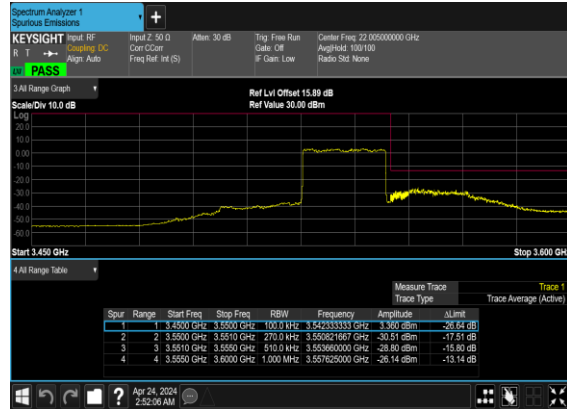 Spectrum Analyzer 1
Spurious Emissions
KEYSIGHT Input: RF Input Z: 50 Ω Atten: 30 dB Trig: Free Run Center Freq: 22.005000000 GHz
R T Coupling: DC Corr CCorr Gate: Off Avg|Hold: 100/100
Align: Auto Freq Ref: Int (S) IF Gain: Low Radio Std: None
PASS
3 All Range Graph
Ref Lvl Offset 15.89 dB
Scale/Div 10.0 dB Ref Value 30.00 dBm
Log
20.0
10.0
0.00
-10.0
-20.0
-30.0
-40.0
-50.0
-60.0
Start 3.450 GHz Stop 3.600 GHz
4 All Range Table
Measure Trace Trace 1
Trace Type Trace Average (Active)
Spur Range Start Freq Stop Freq RBW Frequency Amplitude ΔLimit
1 1 3.4500 GHz 3.5500 GHz 100.0 kHz 3.542333333 GHz 3.360 dBm -26.64 dB
2 2 3.5500 GHz 3.5510 GHz 270.0 kHz 3.550821667 GHz -30.51 dBm -17.51 dB
3 3 3.5510 GHz 3.5550 GHz 510.0 kHz 3.553660000 GHz -28.80 dBm -15.80 dB
4 4 3.5550 GHz 3.6000 GHz 1.000 MHz 3.557625000 GHz -26.14 dBm -13.14 dB
? Apr 24, 2024
2:52:06 AM